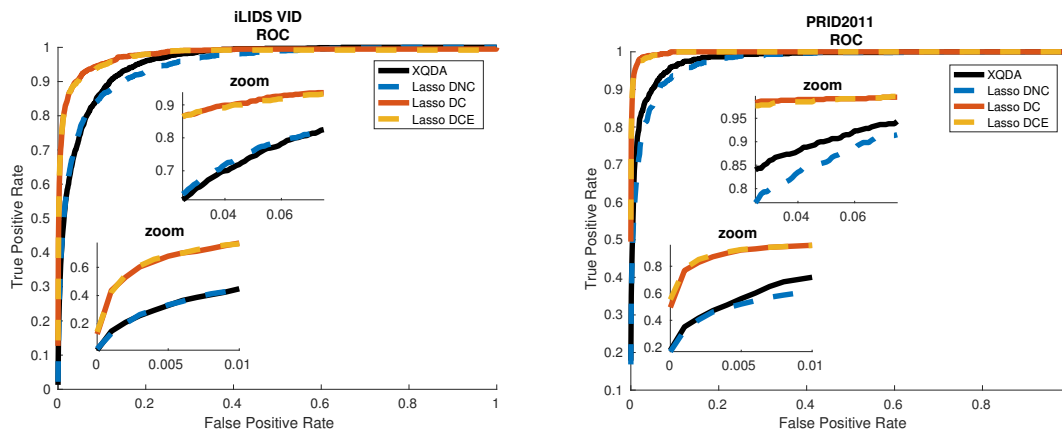 iLIDS VID
ROC
True Positive Rate
1
0.9
0.8
0.7
0.6
0.5
0.4
0.3
0.2
0.1
0
0 0.2 0.4 0.6 0.8 1
False Positive Rate
XQDA
Lasso DNC
Lasso DC
Lasso DCE
zoom
0.9
0.8
0.7
0.04 0.06
zoom
0.6
0.4
0.2
0 0.005 0.01
PRID2011
ROC
True Positive Rate
1
0.9
0.8
0.7
0.6
0.5
0.4
0.3
0.2
0.1
0 0.2 0.4 0.6 0.8
False Positive Rate
XQDA
Lasso DNC
Lasso DC
Lasso DCE
zoom
0.95
0.9
0.85
0.8
0.04 0.06
zoom
0.8
0.6
0.4
0.2
0 0.005 0.01